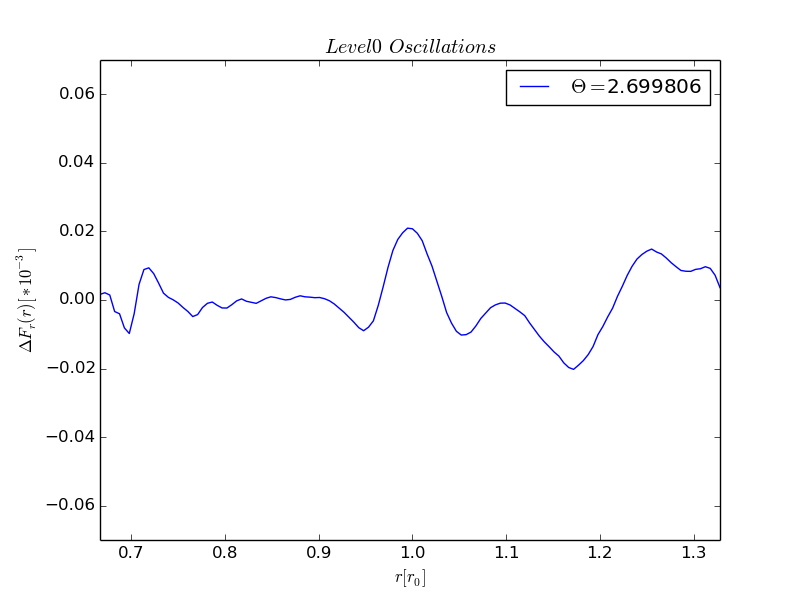 Level0 Oscillations
Θ = 2.699806
0.06
0.04
0.02
0.00
−0.02
−0.04
−0.06
ΔF_r(r)[∗10^{−3}]
0.7 0.8 0.9 1.0 1.1 1.2 1.3
r[r_0]